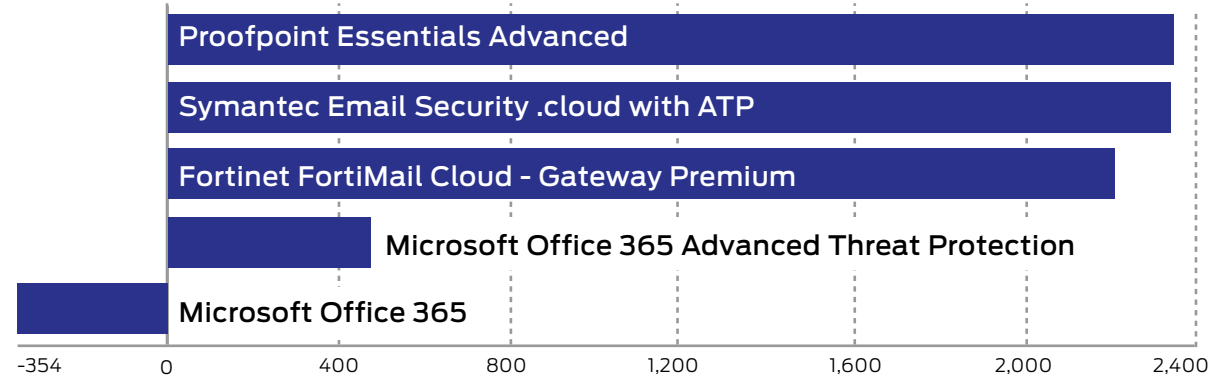 Proofpoint Essentials Advanced
Symantec Email Security .cloud with ATP
Fortinet FortiMail Cloud - Gateway Premium
Microsoft Office 365 Advanced Threat Protection
Microsoft Office 365
-354 0 400 800 1,200 1,600 2,000 2,400